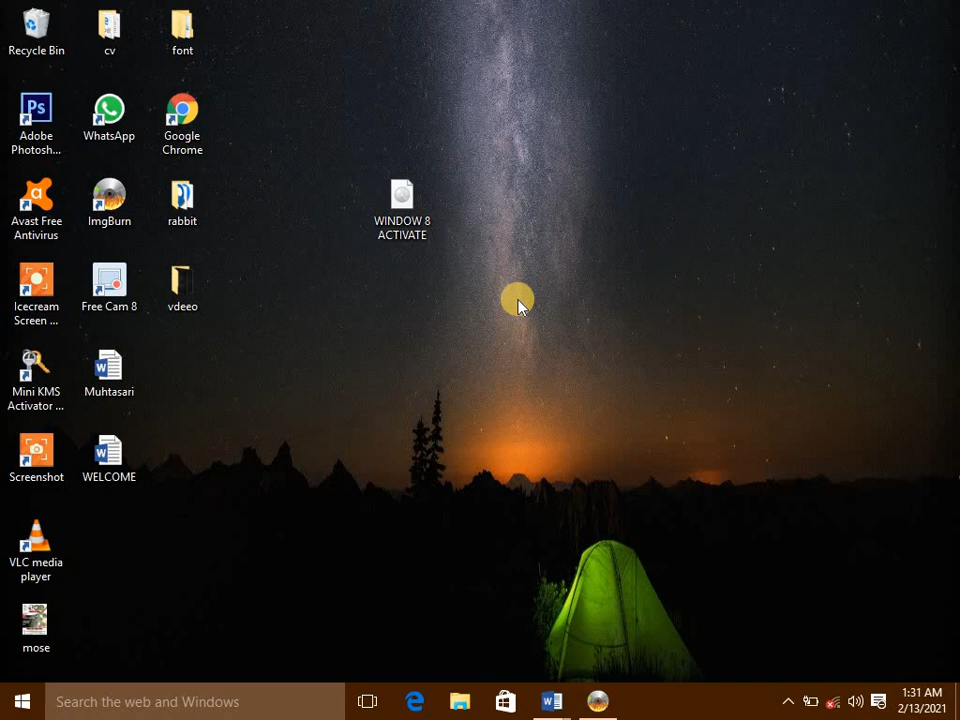 Recycle Bin
cv
font
Ps
Adobe
Photosh...
WhatsApp
Google
Chrome
Avast Free
Antivirus
ImgBurn
rabbit
WINDOW 8
ACTIVATE
Icecream
Screen ...
Free Cam 8
vdeeo
Mini KMS
Activator ...
Muhtasari
Screenshot
WELCOME
VLC media
player
mose
Search the web and Windows
1:31 AM
2/13/2021